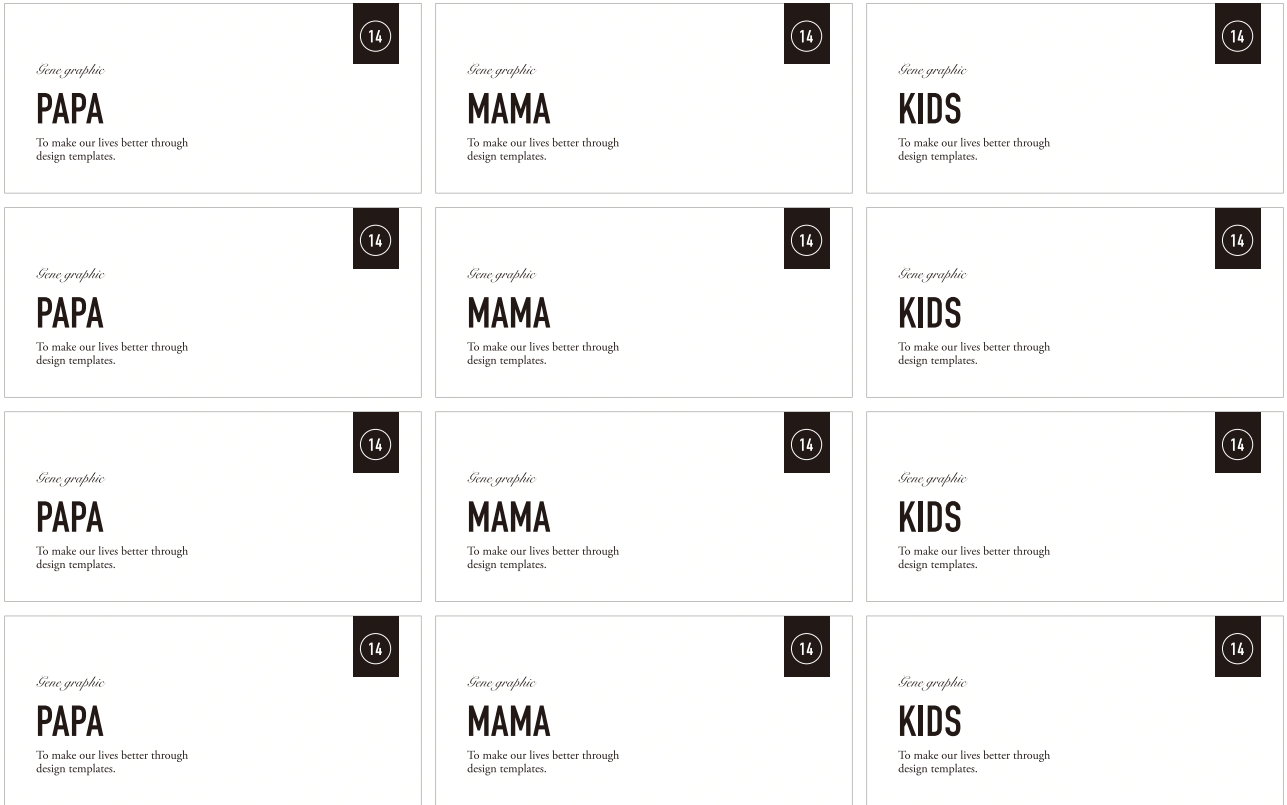 14
Gene graphic
PAPA
To make our lives better through
design templates.
14
Gene graphic
MAMA
To make our lives better through
design templates.
14
Gene graphic
KIDS
To make our lives better through
design templates.
14
Gene graphic
PAPA
To make our lives better through
design templates.
14
Gene graphic
MAMA
To make our lives better through
design templates.
14
Gene graphic
KIDS
To make our lives better through
design templates.
14
Gene graphic
PAPA
To make our lives better through
design templates.
14
Gene graphic
MAMA
To make our lives better through
design templates.
14
Gene graphic
KIDS
To make our lives better through
design templates.
14
Gene graphic
PAPA
To make our lives better through
design templates.
14
Gene graphic
MAMA
To make our lives better through
design templates.
14
Gene graphic
KIDS
To make our lives better through
design templates.